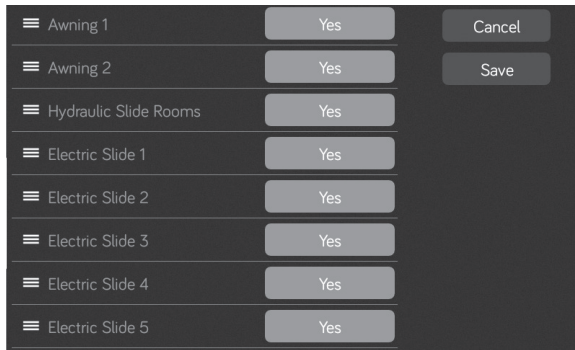 Awning 1 Yes Cancel
Awning 2 Yes Save
Hydraulic Slide Rooms Yes
Electric Slide 1 Yes
Electric Slide 2 Yes
Electric Slide 3 Yes
Electric Slide 4 Yes
Electric Slide 5 Yes